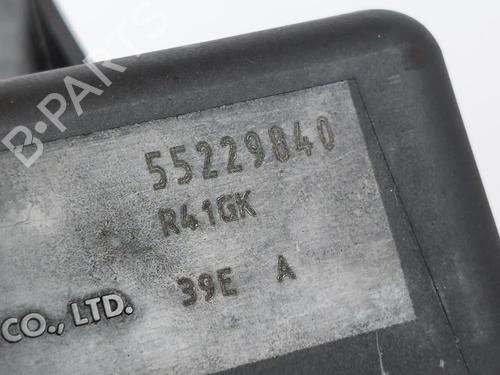 B-PARTS
55229840
R41GK
39E A
CO., LTD.